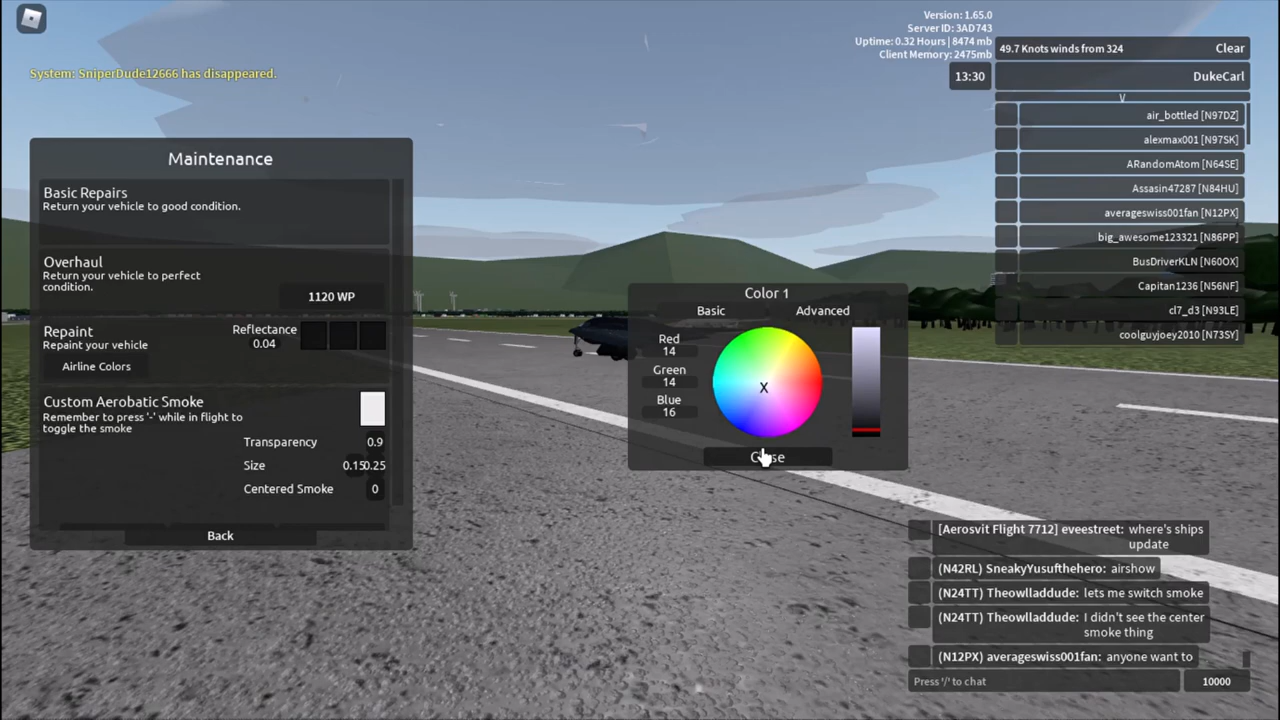 Version: 1.65.0
Server ID: 3AD743
Uptime: 0.32 Hours | 8474 mb
Client Memory: 2475mb
13:30
49.7 Knots winds from 324 Clear
DukeCarl
V
air_bottled [N97DZ]
alexmax001 [N97SK]
ARandomAtom [N64SE]
Assasin47287 [N84HU]
averageswiss001fan [N12PX]
big_awesome123321 [N86PP]
BusDriverKLN [N60OX]
Capitan1236 [N56NF]
cl7_d3 [N93LE]
coolguyjoey2010 [N73SY]
System: SniperDude12666 has disappeared.
Maintenance
Basic Repairs
Return your vehicle to good condition.
Overhaul
Return your vehicle to perfect
condition.
1120 WP
Repaint
Repaint your vehicle
Reflectance
0.04
Airline Colors
Custom Aerobatic Smoke
Remember to press '-' while in flight to
toggle the smoke
Transparency 0.9
Size 0.15 0.25
Centered Smoke 0
Back
Color 1
Basic Advanced
Red
14
Green
14
Blue
16
X
Close
[Aerosvit Flight 7712] eveestreet: where's ships
update
(N42RL) SneakyYusufthehero: airshow
(N24TT) Theowlladdude: lets me switch smoke
(N24TT) Theowlladdude: I didn't see the center
smoke thing
(N12PX) averageswiss001fan: anyone want to
Press '/' to chat 10000